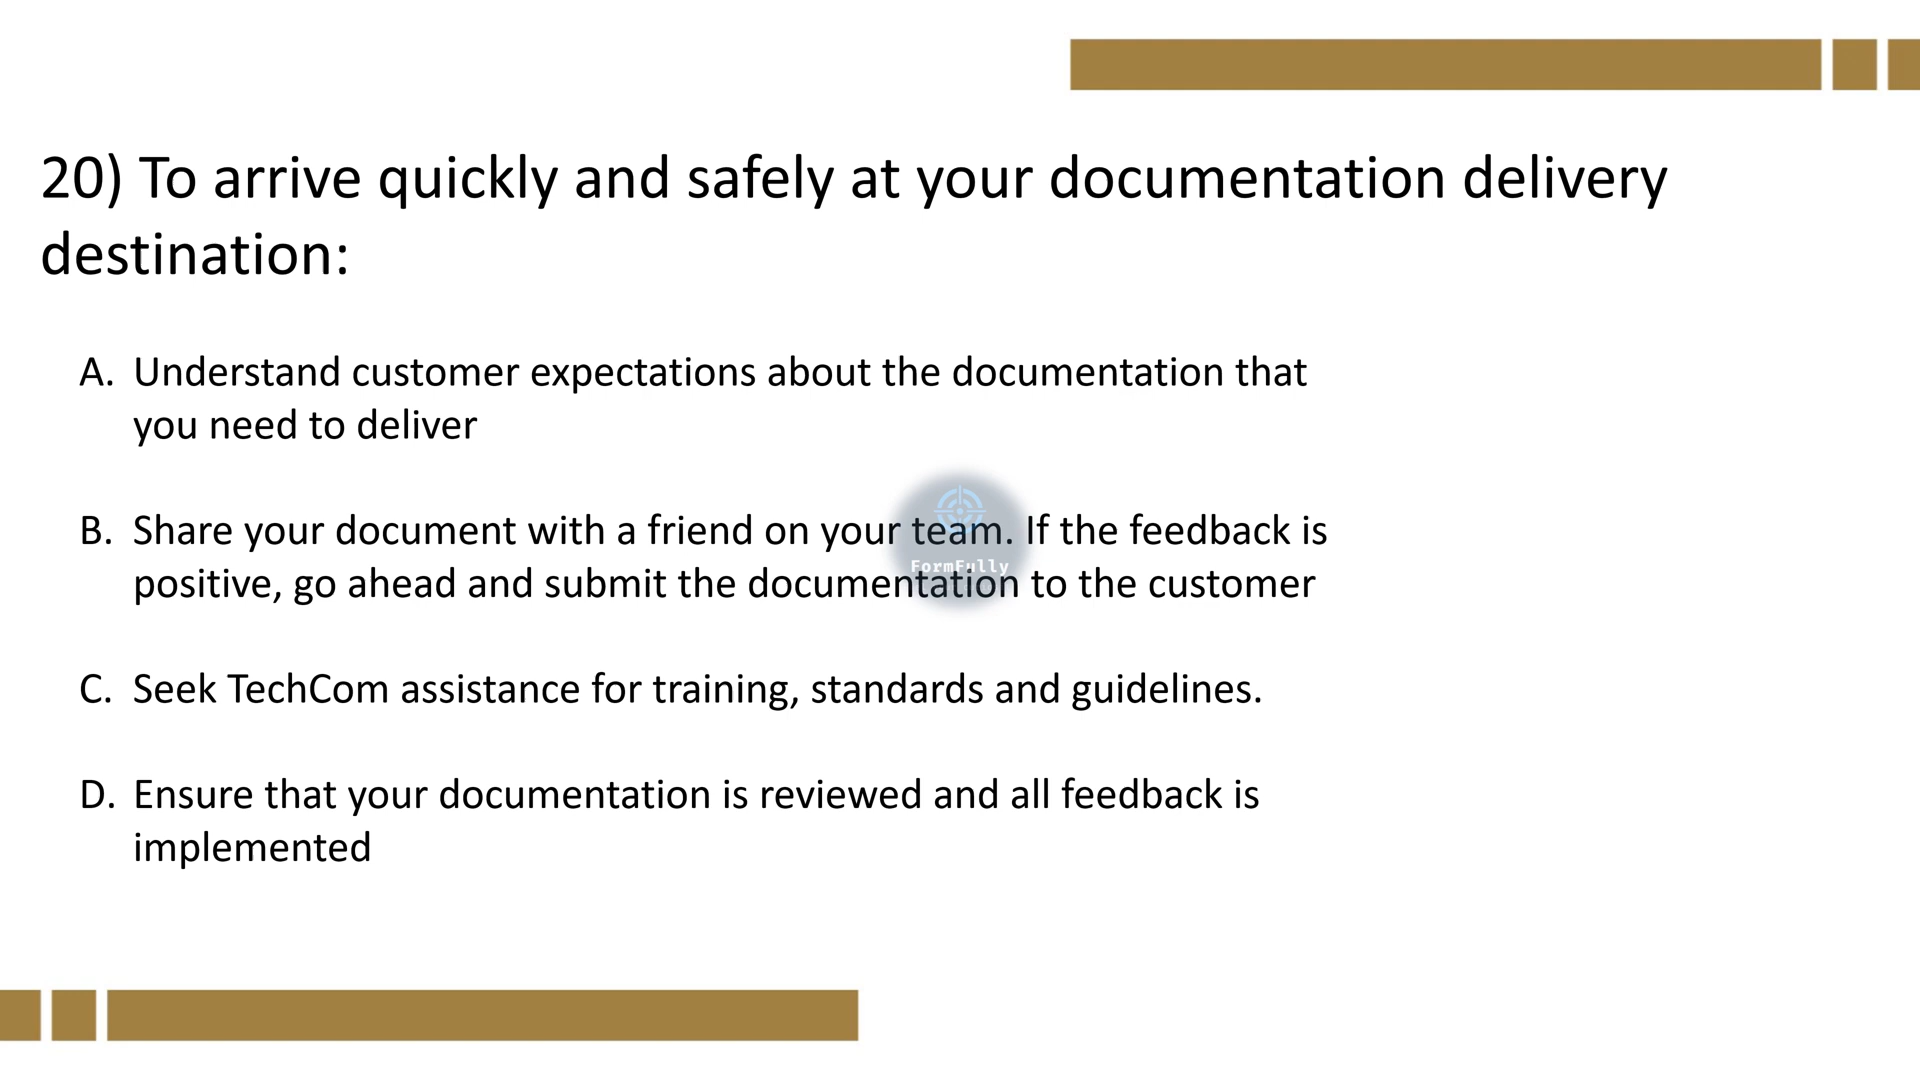 20) To arrive quickly and safely at your documentation delivery
destination:
A. Understand customer expectations about the documentation that
you need to deliver
B. Share your document with a friend on your team. If the feedback is
positive, go ahead and submit the documentation to the customer
FormFully
C. Seek TechCom assistance for training, standards and guidelines.
D. Ensure that your documentation is reviewed and all feedback is
implemented